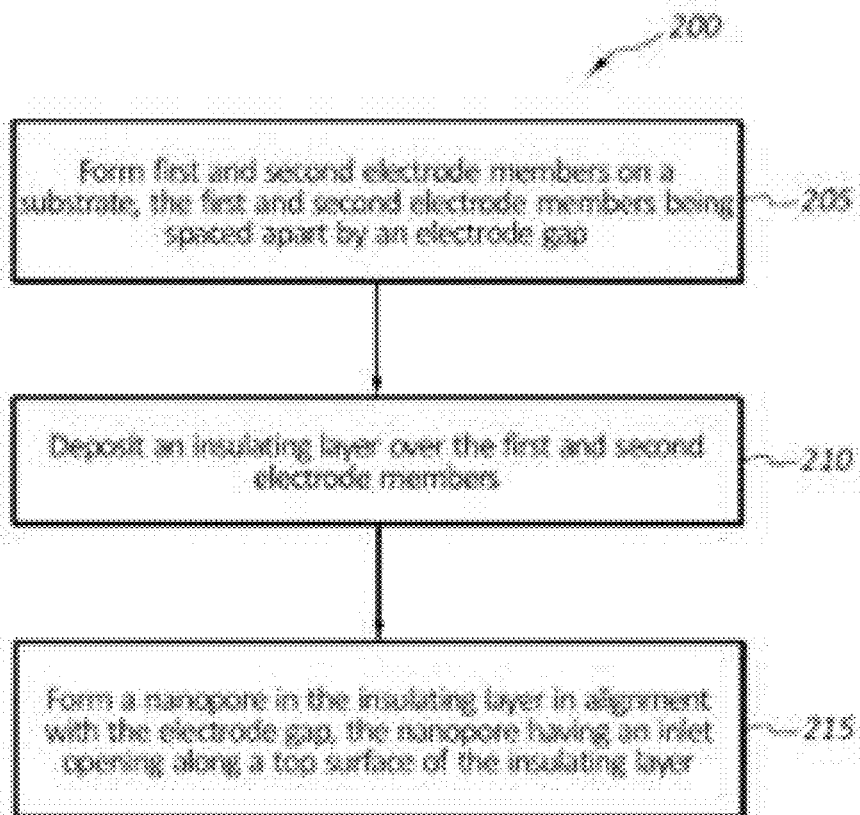 200
Form first and second electrode members on a
substrate, the first and second electrode members being
spaced apart by an electrode gap
205
Deposit an insulating layer over the first and second
electrode members
210
Form a nanopore in the insulating layer in alignment
with the electrode gap, the nanopore having an inlet
opening along a top surface of the insulating layer
215